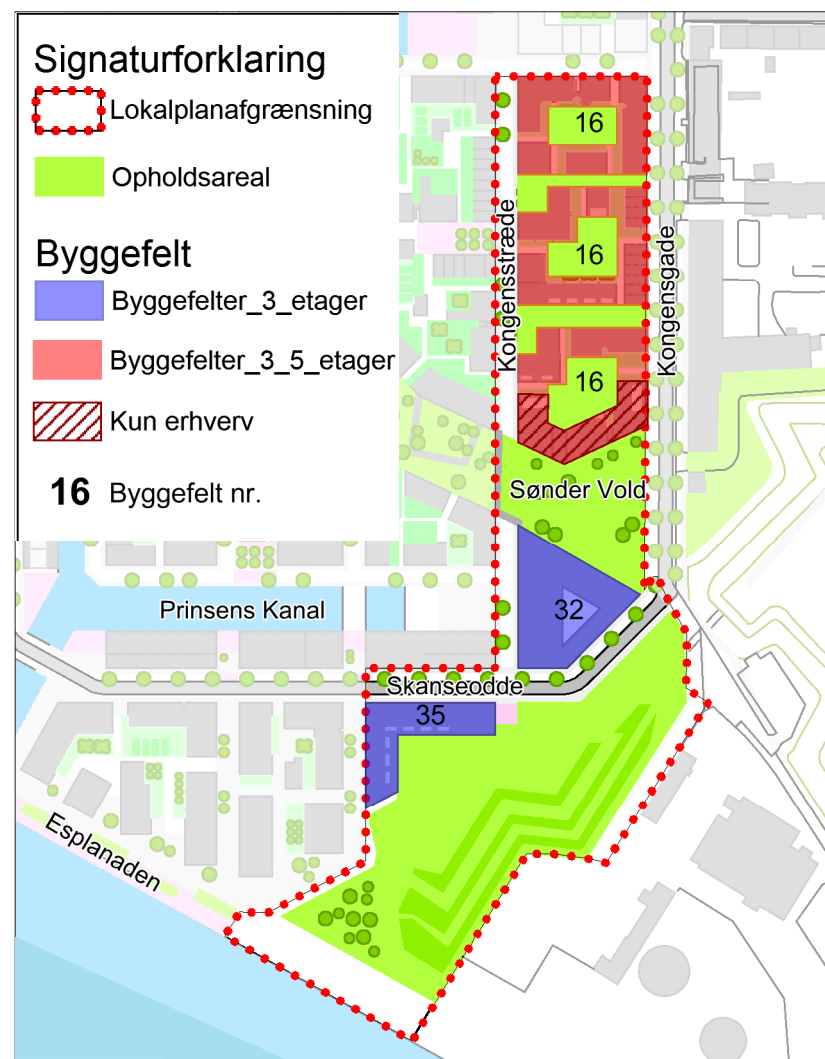 Signaturforklaring
Lokalplanafgrænsning
Opholdsareal
Byggefelt
Byggefelter_3_etager
Byggefelter_3_5_etager
Kun erhverv
16 Byggefelt nr.
16
Kongensstræde
16
Kongensgade
16
Sønder Vold
32
Prinsens Kanal
Skanseodde
35
Esplanaden